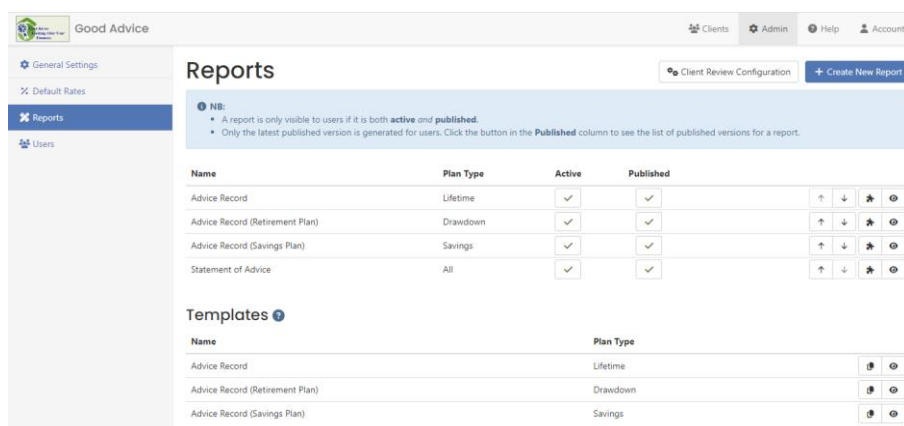 Good Advice
Clients Admin Help Account
General Settings
Default Rates
Reports
Users
Reports
Client Review Configuration
+ Create New Report
NB:
• A report is only visible to users if it is both active and published.
• Only the latest published version is generated for users. Click the button in the Published column to see the list of published versions for a report.
Name Plan Type Active Published
Advice Record Lifetime
Advice Record (Retirement Plan) Drawdown
Advice Record (Savings Plan) Savings
Statement of Advice All
Templates ?
Name Plan Type
Advice Record Lifetime
Advice Record (Retirement Plan) Drawdown
Advice Record (Savings Plan) Savings